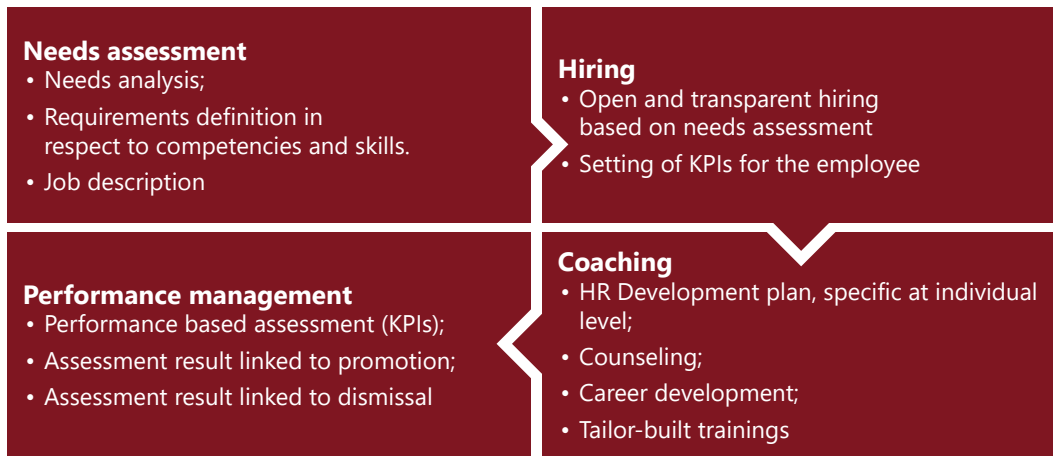 Needs assessment
• Needs analysis;
• Requirements definition in
respect to competencies and skills.
• Job description
Hiring
• Open and transparent hiring
based on needs assessment
• Setting of KPIs for the employee
Coaching
• HR Development plan, specific at individual
level;
• Counseling;
• Career development;
• Tailor-built trainings
Performance management
• Performance based assessment (KPIs);
• Assessment result linked to promotion;
• Assessment result linked to dismissal